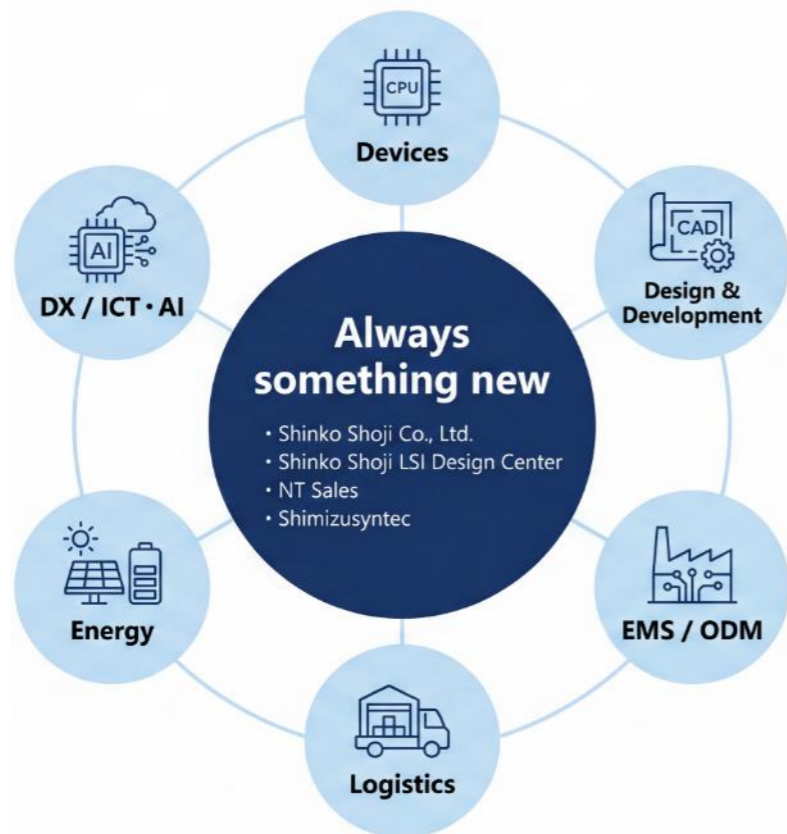 CPU
Devices
AI
DX / ICT・AI
CAD
Design &
Development
Always
something new
・Shinko Shoji Co., Ltd.
・Shinko Shoji LSI Design Center
・NT Sales
・Shimizusyntec
Energy
EMS / ODM
Logistics